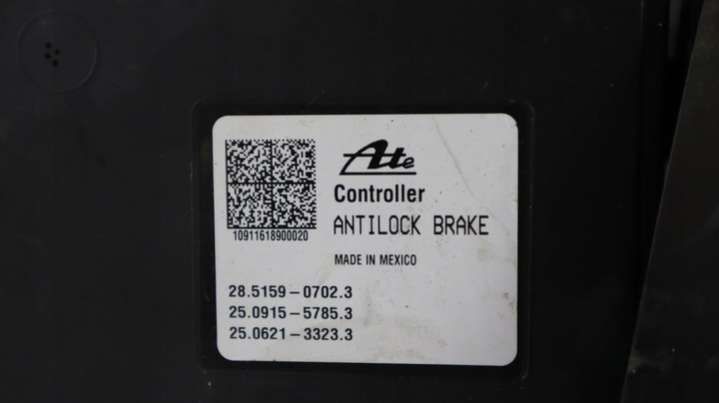 Ate
Controller
ANTILOCK BRAKE
10911618900020
MADE IN MEXICO
28.5159-0702.3
25.0915-5785.3
25.0621-3323.3